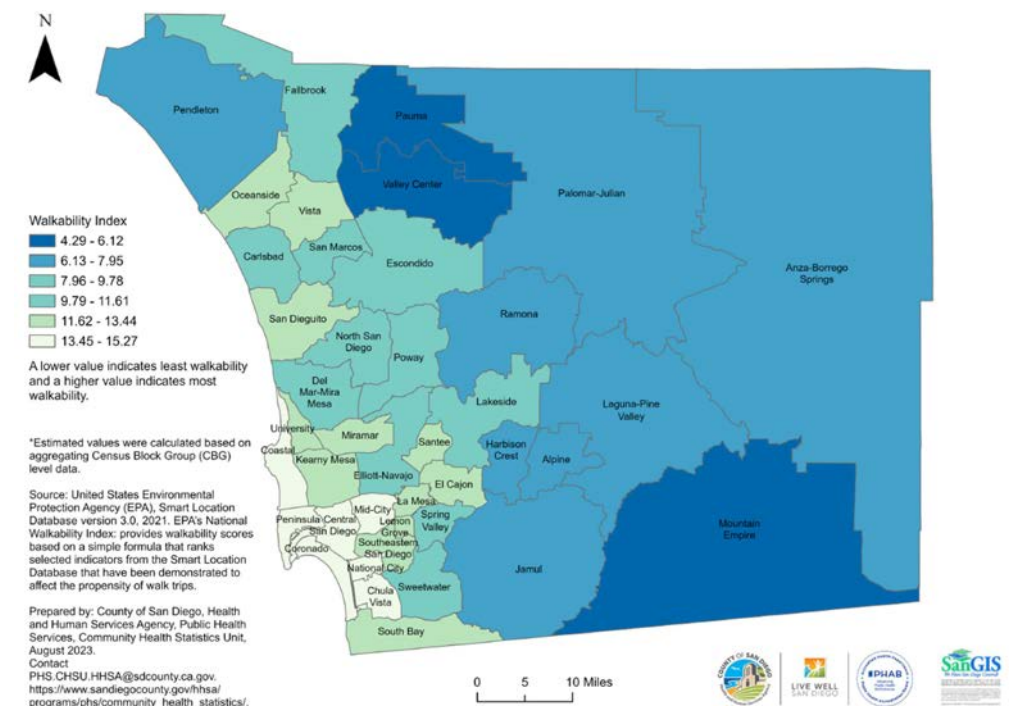 N
Pendleton
Fallbrook
Pauma
Valley Center
Palomar-Julian
Anza-Borrego
Springs
Oceanside
Vista
San Marcos
Carlsbad
Escondido
San Dieguito
North San
Diego
Poway
Ramona
Del
Mar-Mira
Mesa
Lakeside
Laguna-Pine
Valley
University
Miramar
Santee
Coastal
Kearny Mesa
Harbison
Crest
Alpine
Elliott-Navajo
El Cajon
La Mesa
Mid-City
Peninsula
Central
San Diego
Lemon
Grove
Spring
Valley
Coronado
Southeastern
San Diego
National City
Sweetwater
Chula
Vista
South Bay
Jamul
Mountain
Empire
Walkability Index
4.29 - 6.12
6.13 - 7.95
7.96 - 9.78
9.79 - 11.61
11.62 - 13.44
13.45 - 15.27
A lower value indicates least walkability
and a higher value indicates most
walkability.
*Estimated values were calculated based on
aggregating Census Block Group (CBG)
level data.
Source: United States Environmental
Protection Agency (EPA), Smart Location
Database version 3.0, 2021. EPA's National
Walkability Index: provides walkability scores
based on a simple formula that ranks
selected indicators from the Smart Location
Database that have been demonstrated to
affect the propensity of walk trips.
Prepared by: County of San Diego, Health
and Human Services Agency, Public Health
Services, Community Health Statistics Unit,
August 2023.
Contact
PHS.CHSU.HHSA@sdcounty.ca.gov.
https://www.sandiegocounty.gov/hhsa/
programs/phs/community_health_statistics/.
0 5 10 Miles
COUNTY OF SAN DIEGO
LIVE WELL
SAN DIEGO
PHAB
SanGIS